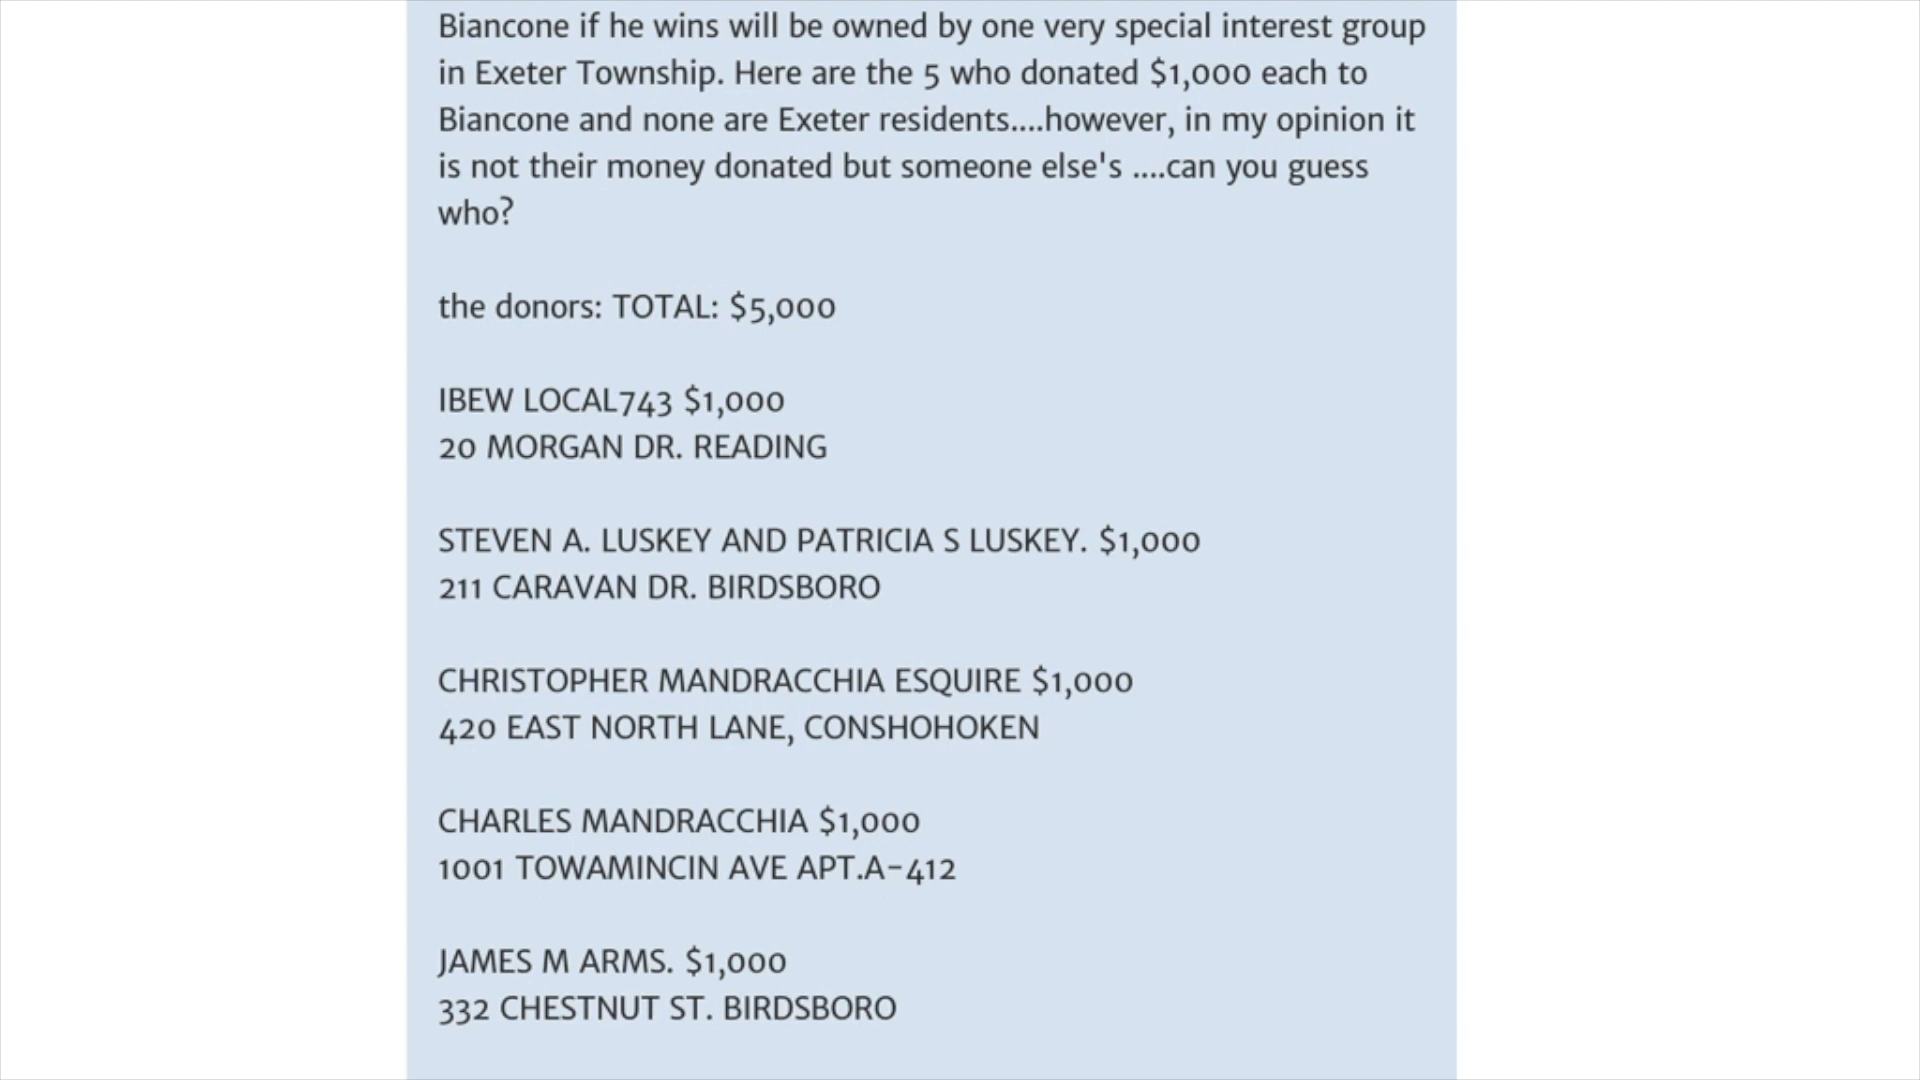 Biancone if he wins will be owned by one very special interest group
in Exeter Township. Here are the 5 who donated $1,000 each to
Biancone and none are Exeter residents....however, in my opinion it
is not their money donated but someone else's ....can you guess
who?
the donors: TOTAL: $5,000
IBEW LOCAL743 $1,000
20 MORGAN DR. READING
STEVEN A. LUSKEY AND PATRICIA S LUSKEY. $1,000
211 CARAVAN DR. BIRDSBORO
CHRISTOPHER MANDRACCHIA ESQUIRE $1,000
420 EAST NORTH LANE, CONSHOHOKEN
CHARLES MANDRACCHIA $1,000
1001 TOWAMINCIN AVE APT.A-412
JAMES M ARMS. $1,000
332 CHESTNUT ST. BIRDSBORO